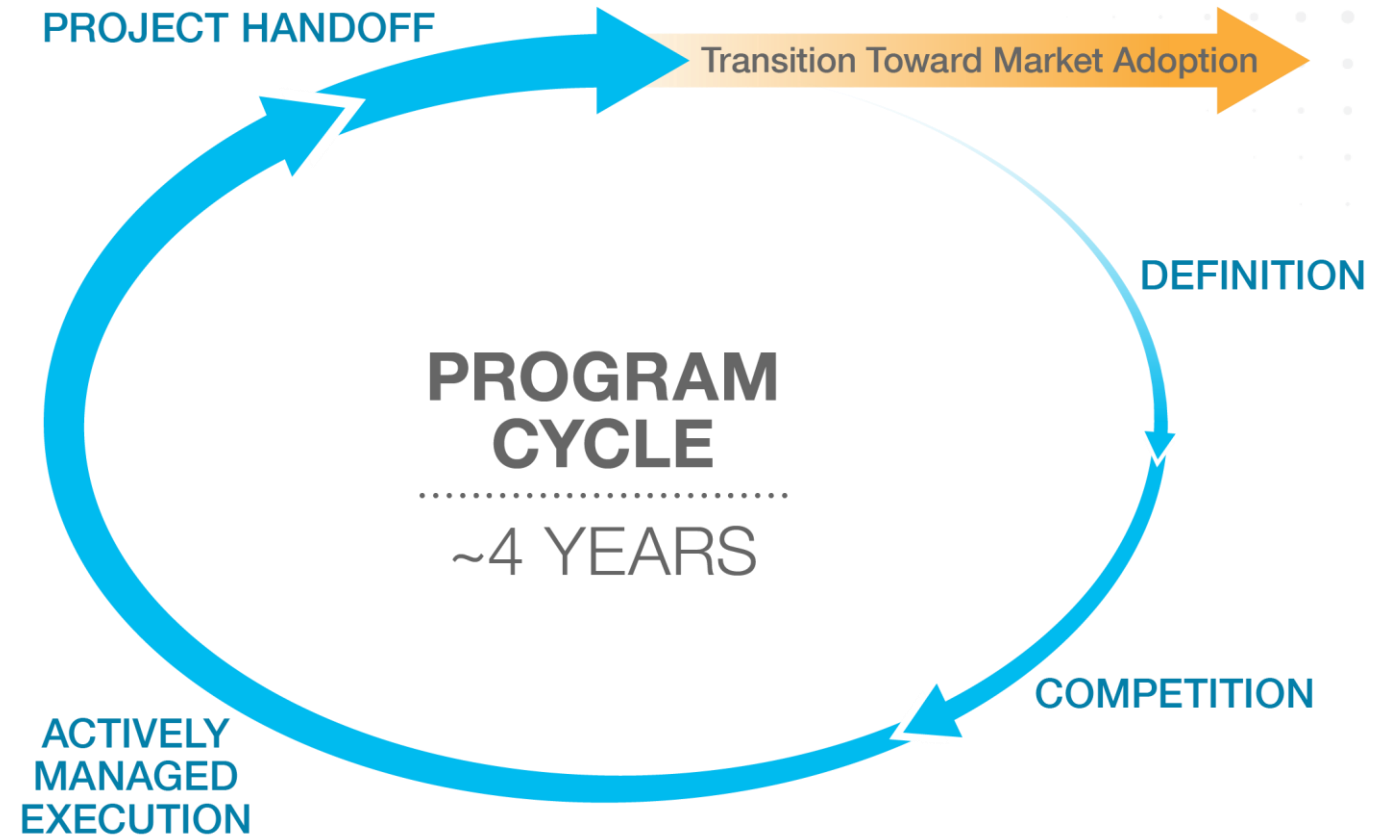 PROJECT HANDOFF
Transition Toward Market Adoption
DEFINITION
PROGRAM
CYCLE
~4 YEARS
COMPETITION
ACTIVELY
MANAGED
EXECUTION